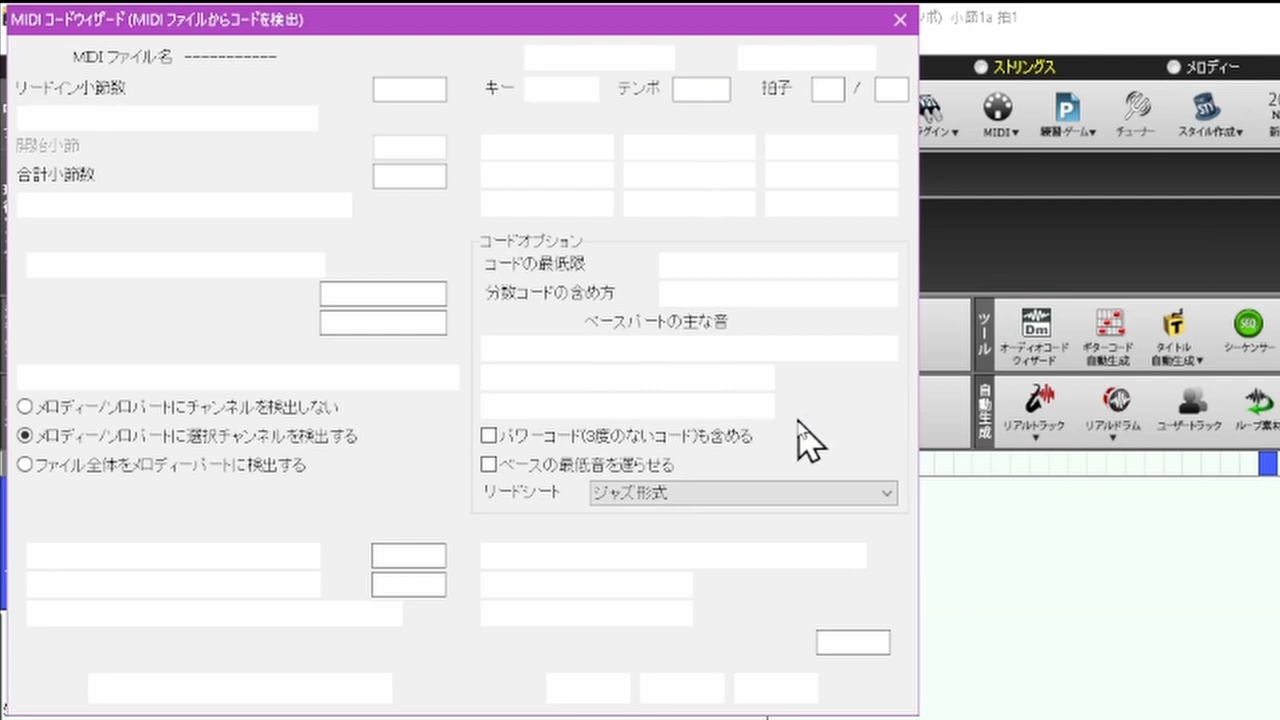 MIDI コードウィザード (MIDI ファイルからコードを検出)
MIDI ファイル名 -----------
リードイン小節数
キー
テンポ
拍子
/
開始小節
合計小節数
コードオプション
コードの最低限
分数コードの含め方
ベースパートの主な音
メロディー/ソロパートにチャンネルを検出しない
メロディー/ソロパートに選択チャンネルを検出する
ファイル全体をメロディーパートに検出する
パワーコード(3度のないコード)も含める
ベースの最低音を遅らせる
リードシート
ジャズ形式
小節1a 拍1
ストリングス
メロディー
MIDI
練習・ゲーム
チューナー
スタイル作成
ツール
Dm
オーディオコード
ウィザード
ギターコード
自動生成
タイトル
自動生成
SEQ
シーケンサー
自動生成
リアルトラック
リアルドラム
ユーザートラック
ループ素材